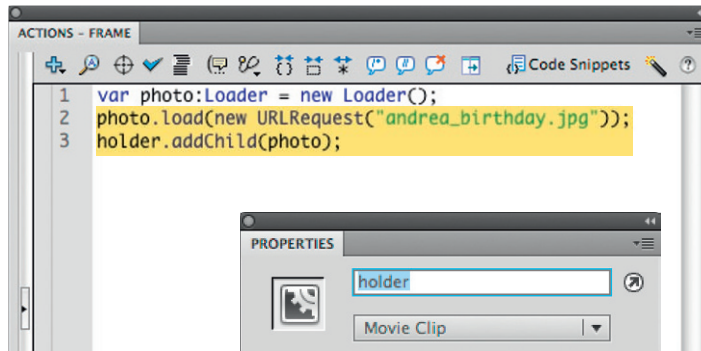 ACTIONS - FRAME
Code Snippets
1 var photo:Loader = new Loader();
2 photo.load(new URLRequest("andrea_birthday.jpg"));
3 holder.addChild(photo);
PROPERTIES
holder
Movie Clip